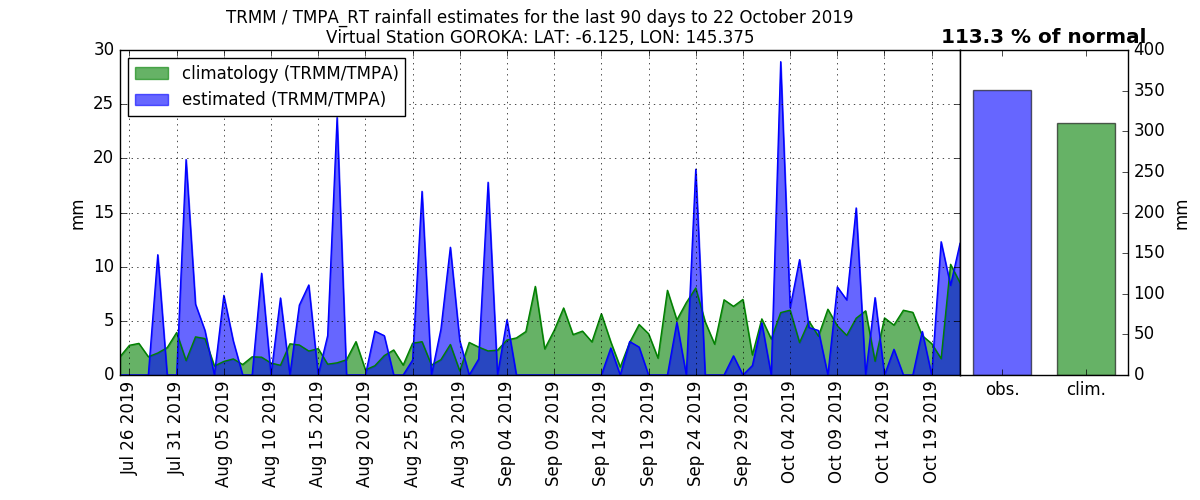 TRMM / TMPA_RT rainfall estimates for the last 90 days to 22 October 2019
Virtual Station GOROKA: LAT: -6.125, LON: 145.375
113.3 % of normal
climatology (TRMM/TMPA)
estimated (TRMM/TMPA)
30
25
20
15
10
5
0
mm
400
350
300
250
200
150
100
50
0
mm
obs.
clim.
Jul 26 2019
Jul 31 2019
Aug 05 2019
Aug 10 2019
Aug 15 2019
Aug 20 2019
Aug 25 2019
Aug 30 2019
Sep 04 2019
Sep 09 2019
Sep 14 2019
Sep 19 2019
Sep 24 2019
Sep 29 2019
Oct 04 2019
Oct 09 2019
Oct 14 2019
Oct 19 2019